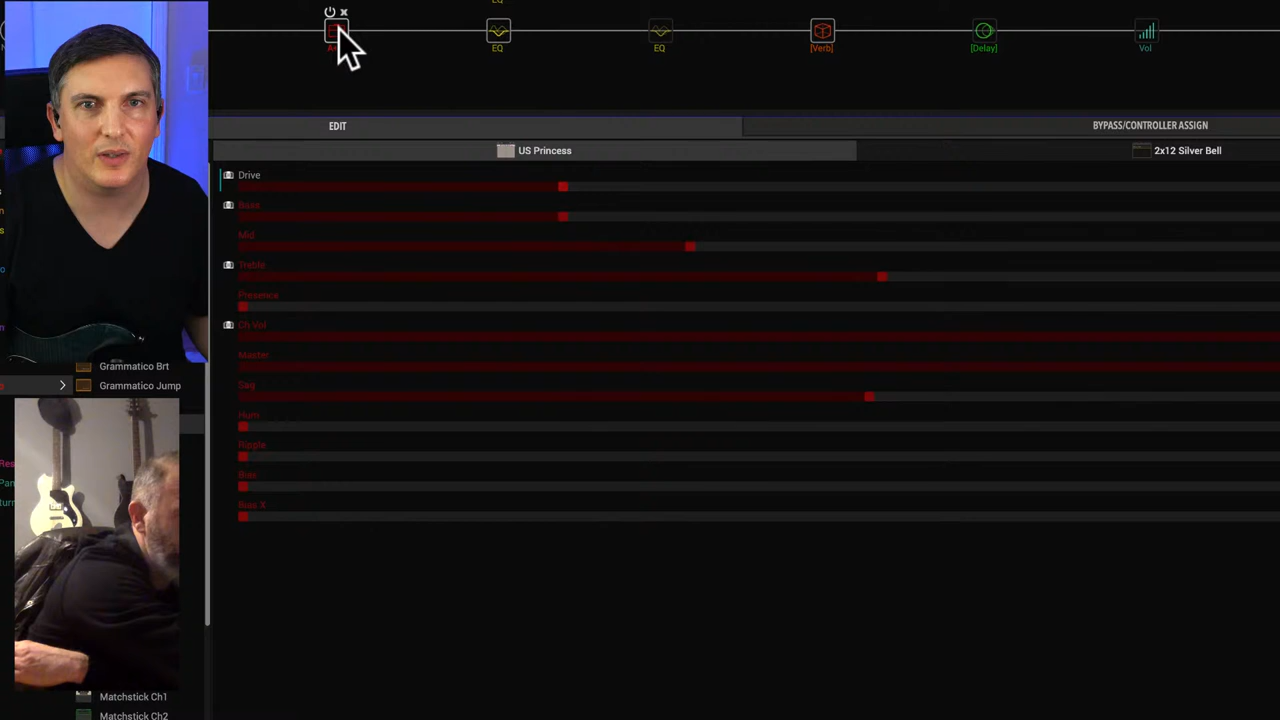 EQ
EQ
EQ
[Verb]
[Delay]
Vol
EDIT
BYPASS/CONTROLLER ASSIGN
US Princess
2x12 Silver Bell
Drive
Bass
Mid
Treble
Presence
Ch Vol
Master
Sag
Hum
Ripple
Bias
Bias X
Grammatico Brt
Grammatico Jump
Matchstick Ch1
Matchstick Ch2